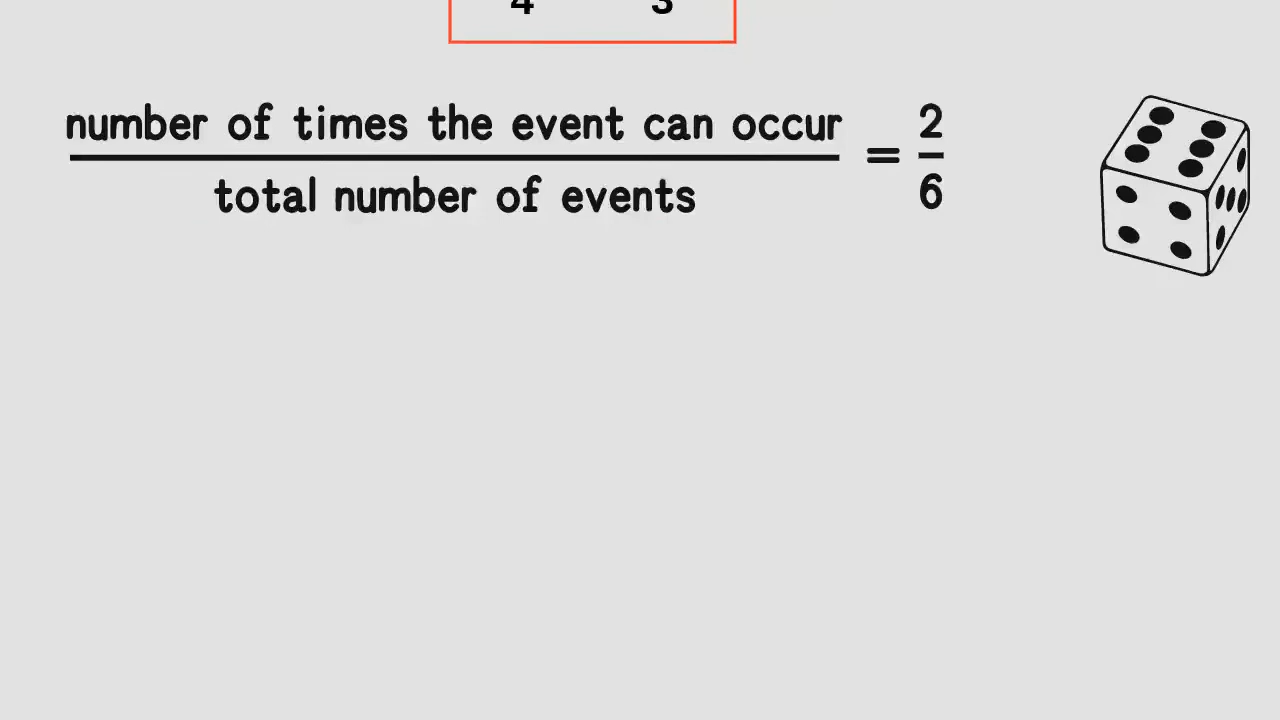 4 3
number of times the event can occur
total number of events
= 2
6